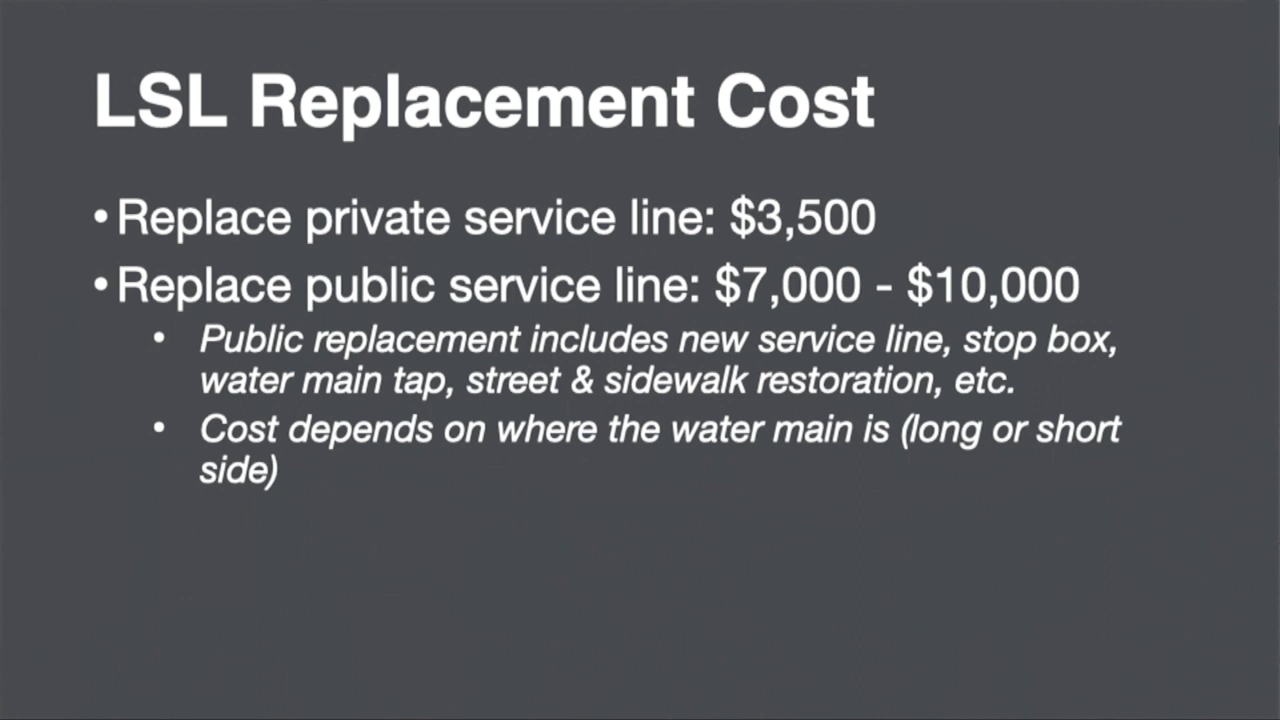 LSL Replacement Cost
•Replace private service line: $3,500
•Replace public service line: $7,000 - $10,000
• Public replacement includes new service line, stop box,
water main tap, street & sidewalk restoration, etc.
• Cost depends on where the water main is (long or short
side)